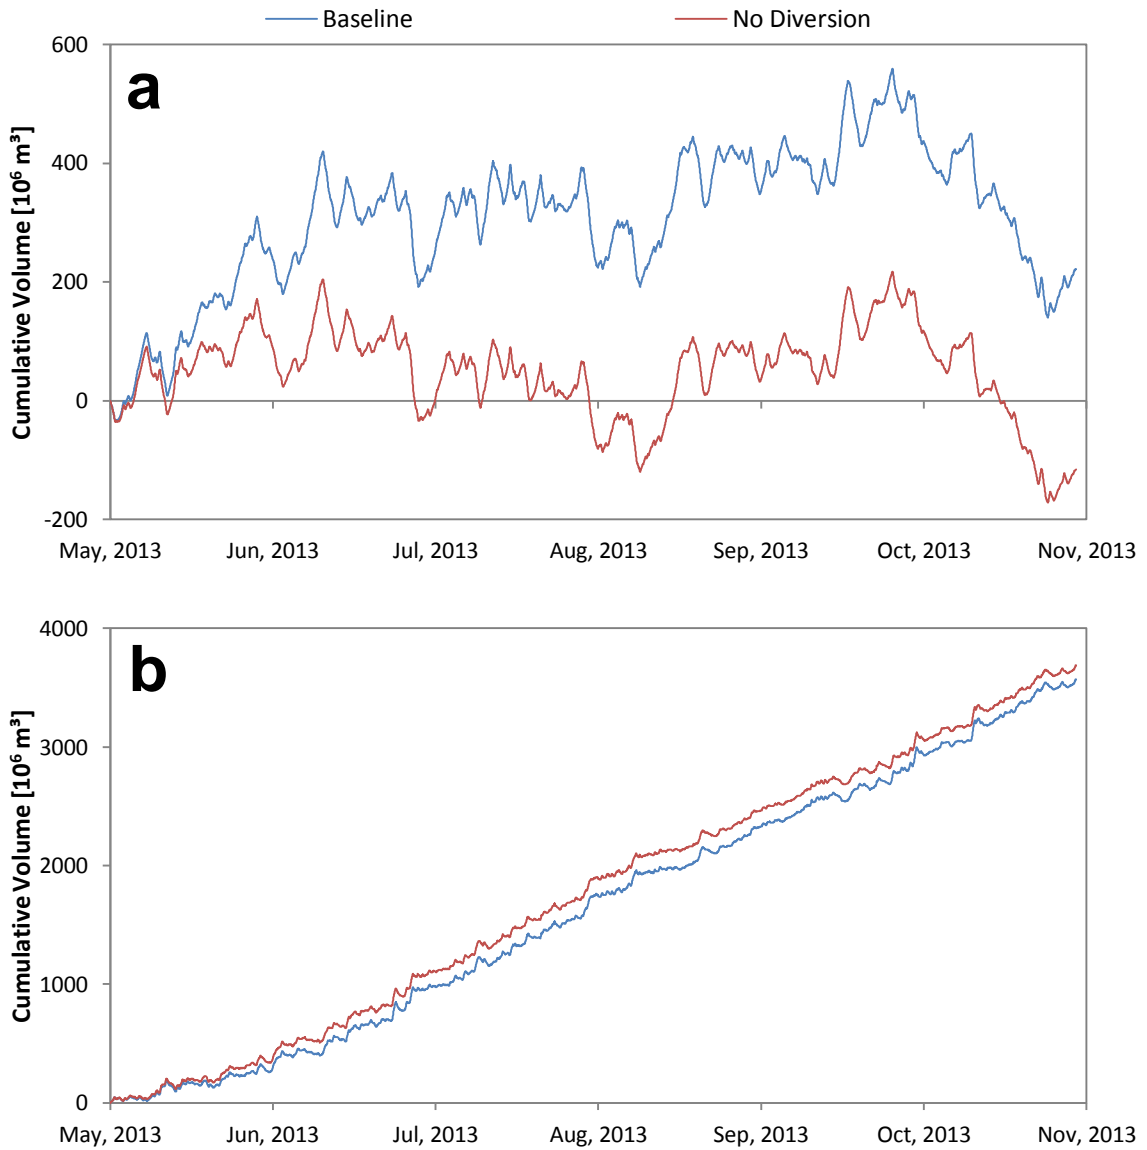 Baseline No Diversion
a
Cumulative Volume [10⁶ m³]
600
400
200
0
-200
May, 2013 Jun, 2013 Jul, 2013 Aug, 2013 Sep, 2013 Oct, 2013 Nov, 2013
b
Cumulative Volume [10⁶ m³]
4000
3000
2000
1000
0
May, 2013 Jun, 2013 Jul, 2013 Aug, 2013 Sep, 2013 Oct, 2013 Nov, 2013